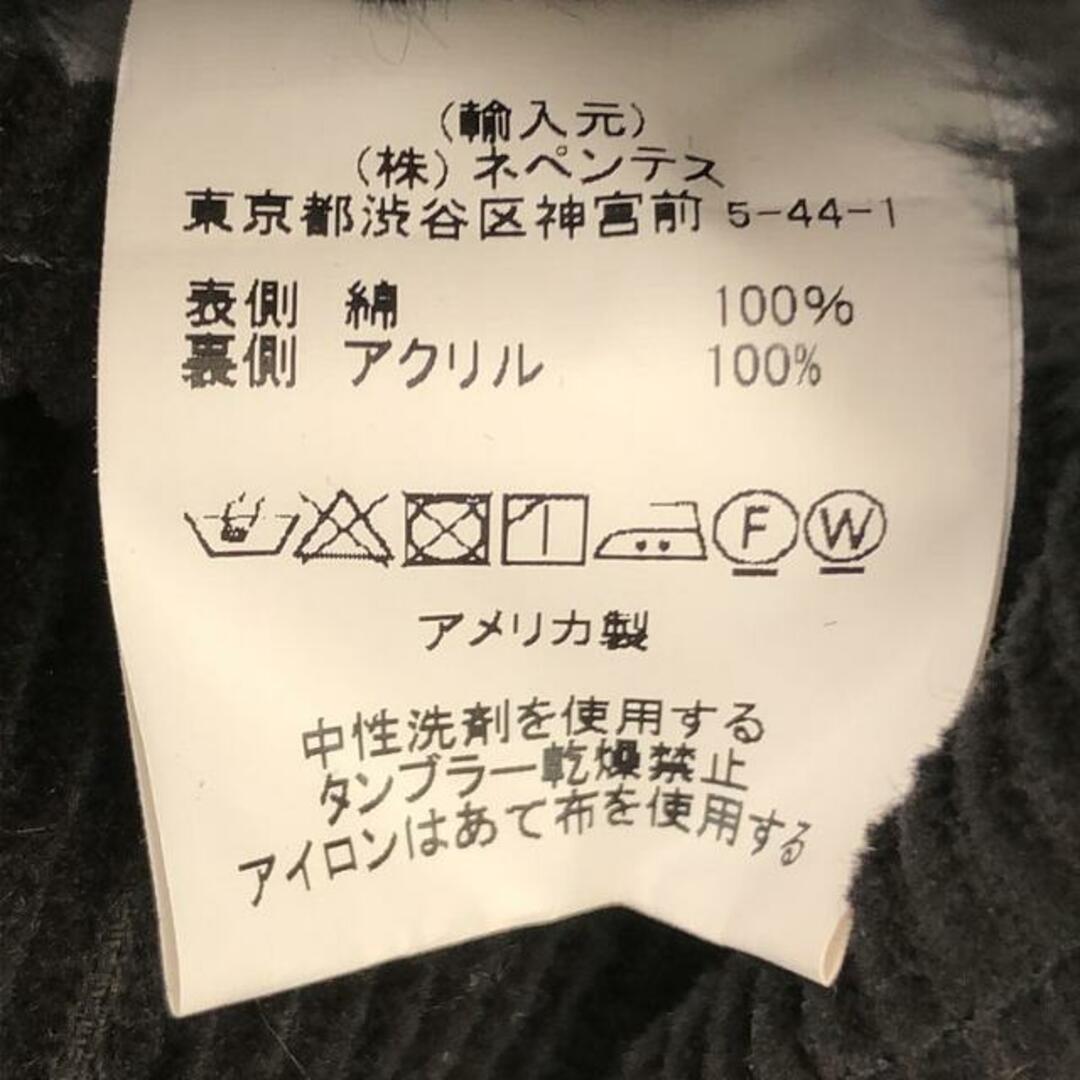 (輸入元)
(株)ネペンテス
東京都渋谷区神宮前 5-44-1
表側 綿 100%
裏側 アクリル 100%
F W
アメリカ製
中性洗剤を使用する
タンブラー乾燥禁止
アイロンはあて布を使用する